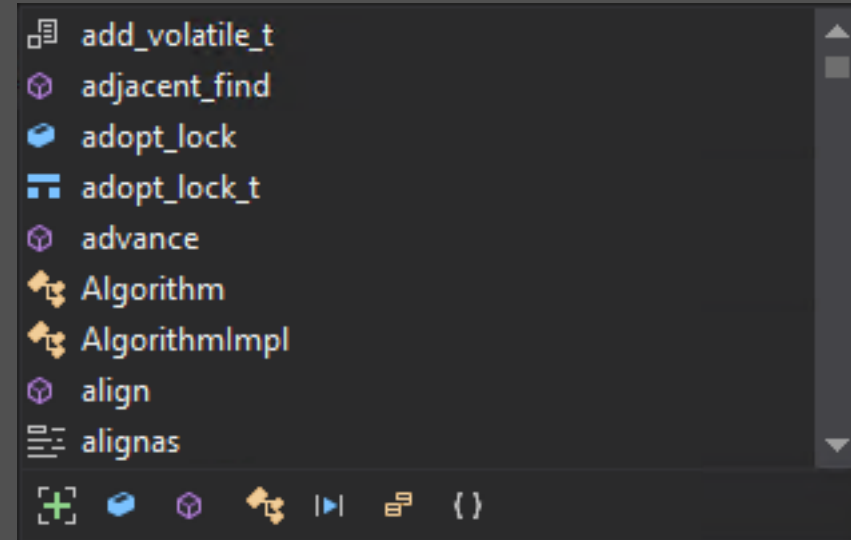 add_volatile_t
adjacent_find
adopt_lock
adopt_lock_t
advance
Algorithm
AlgorithmImpl
align
alignas